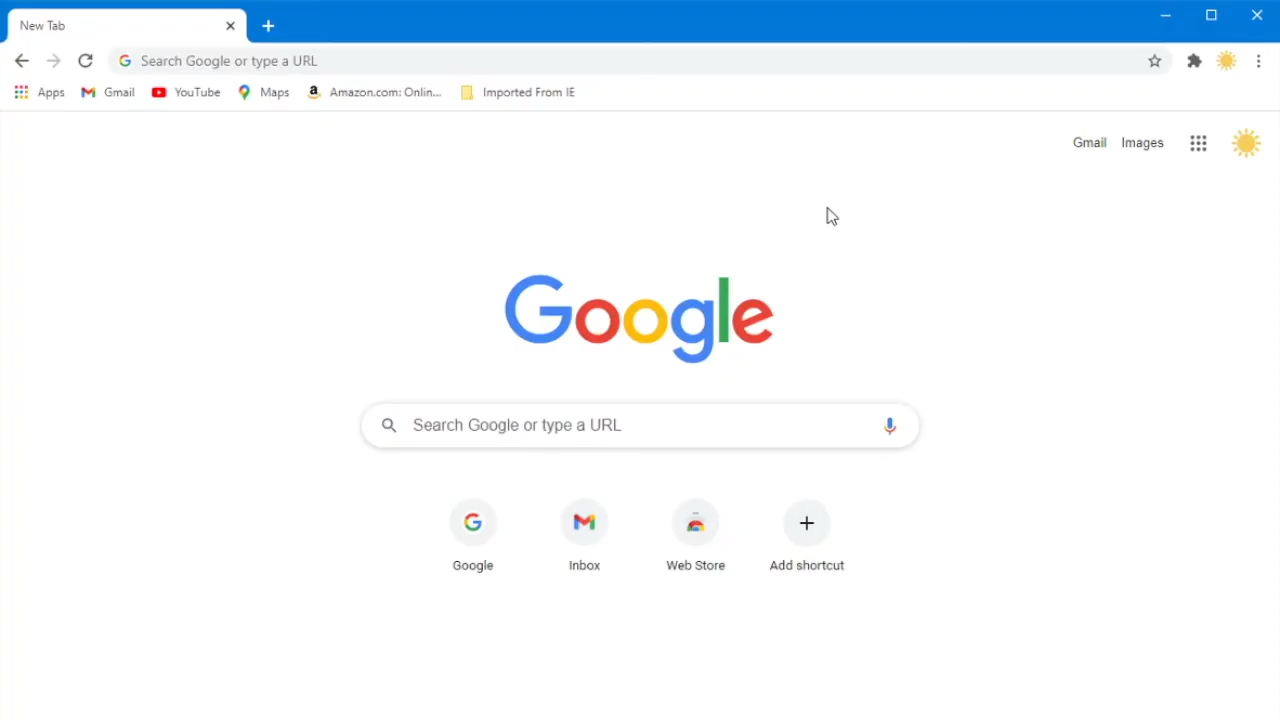 New Tab
Search Google or type a URL
Apps Gmail YouTube Maps Amazon.com: Onlin... Imported From IE
Gmail Images
Google
Search Google or type a URL
Google Inbox Web Store Add shortcut